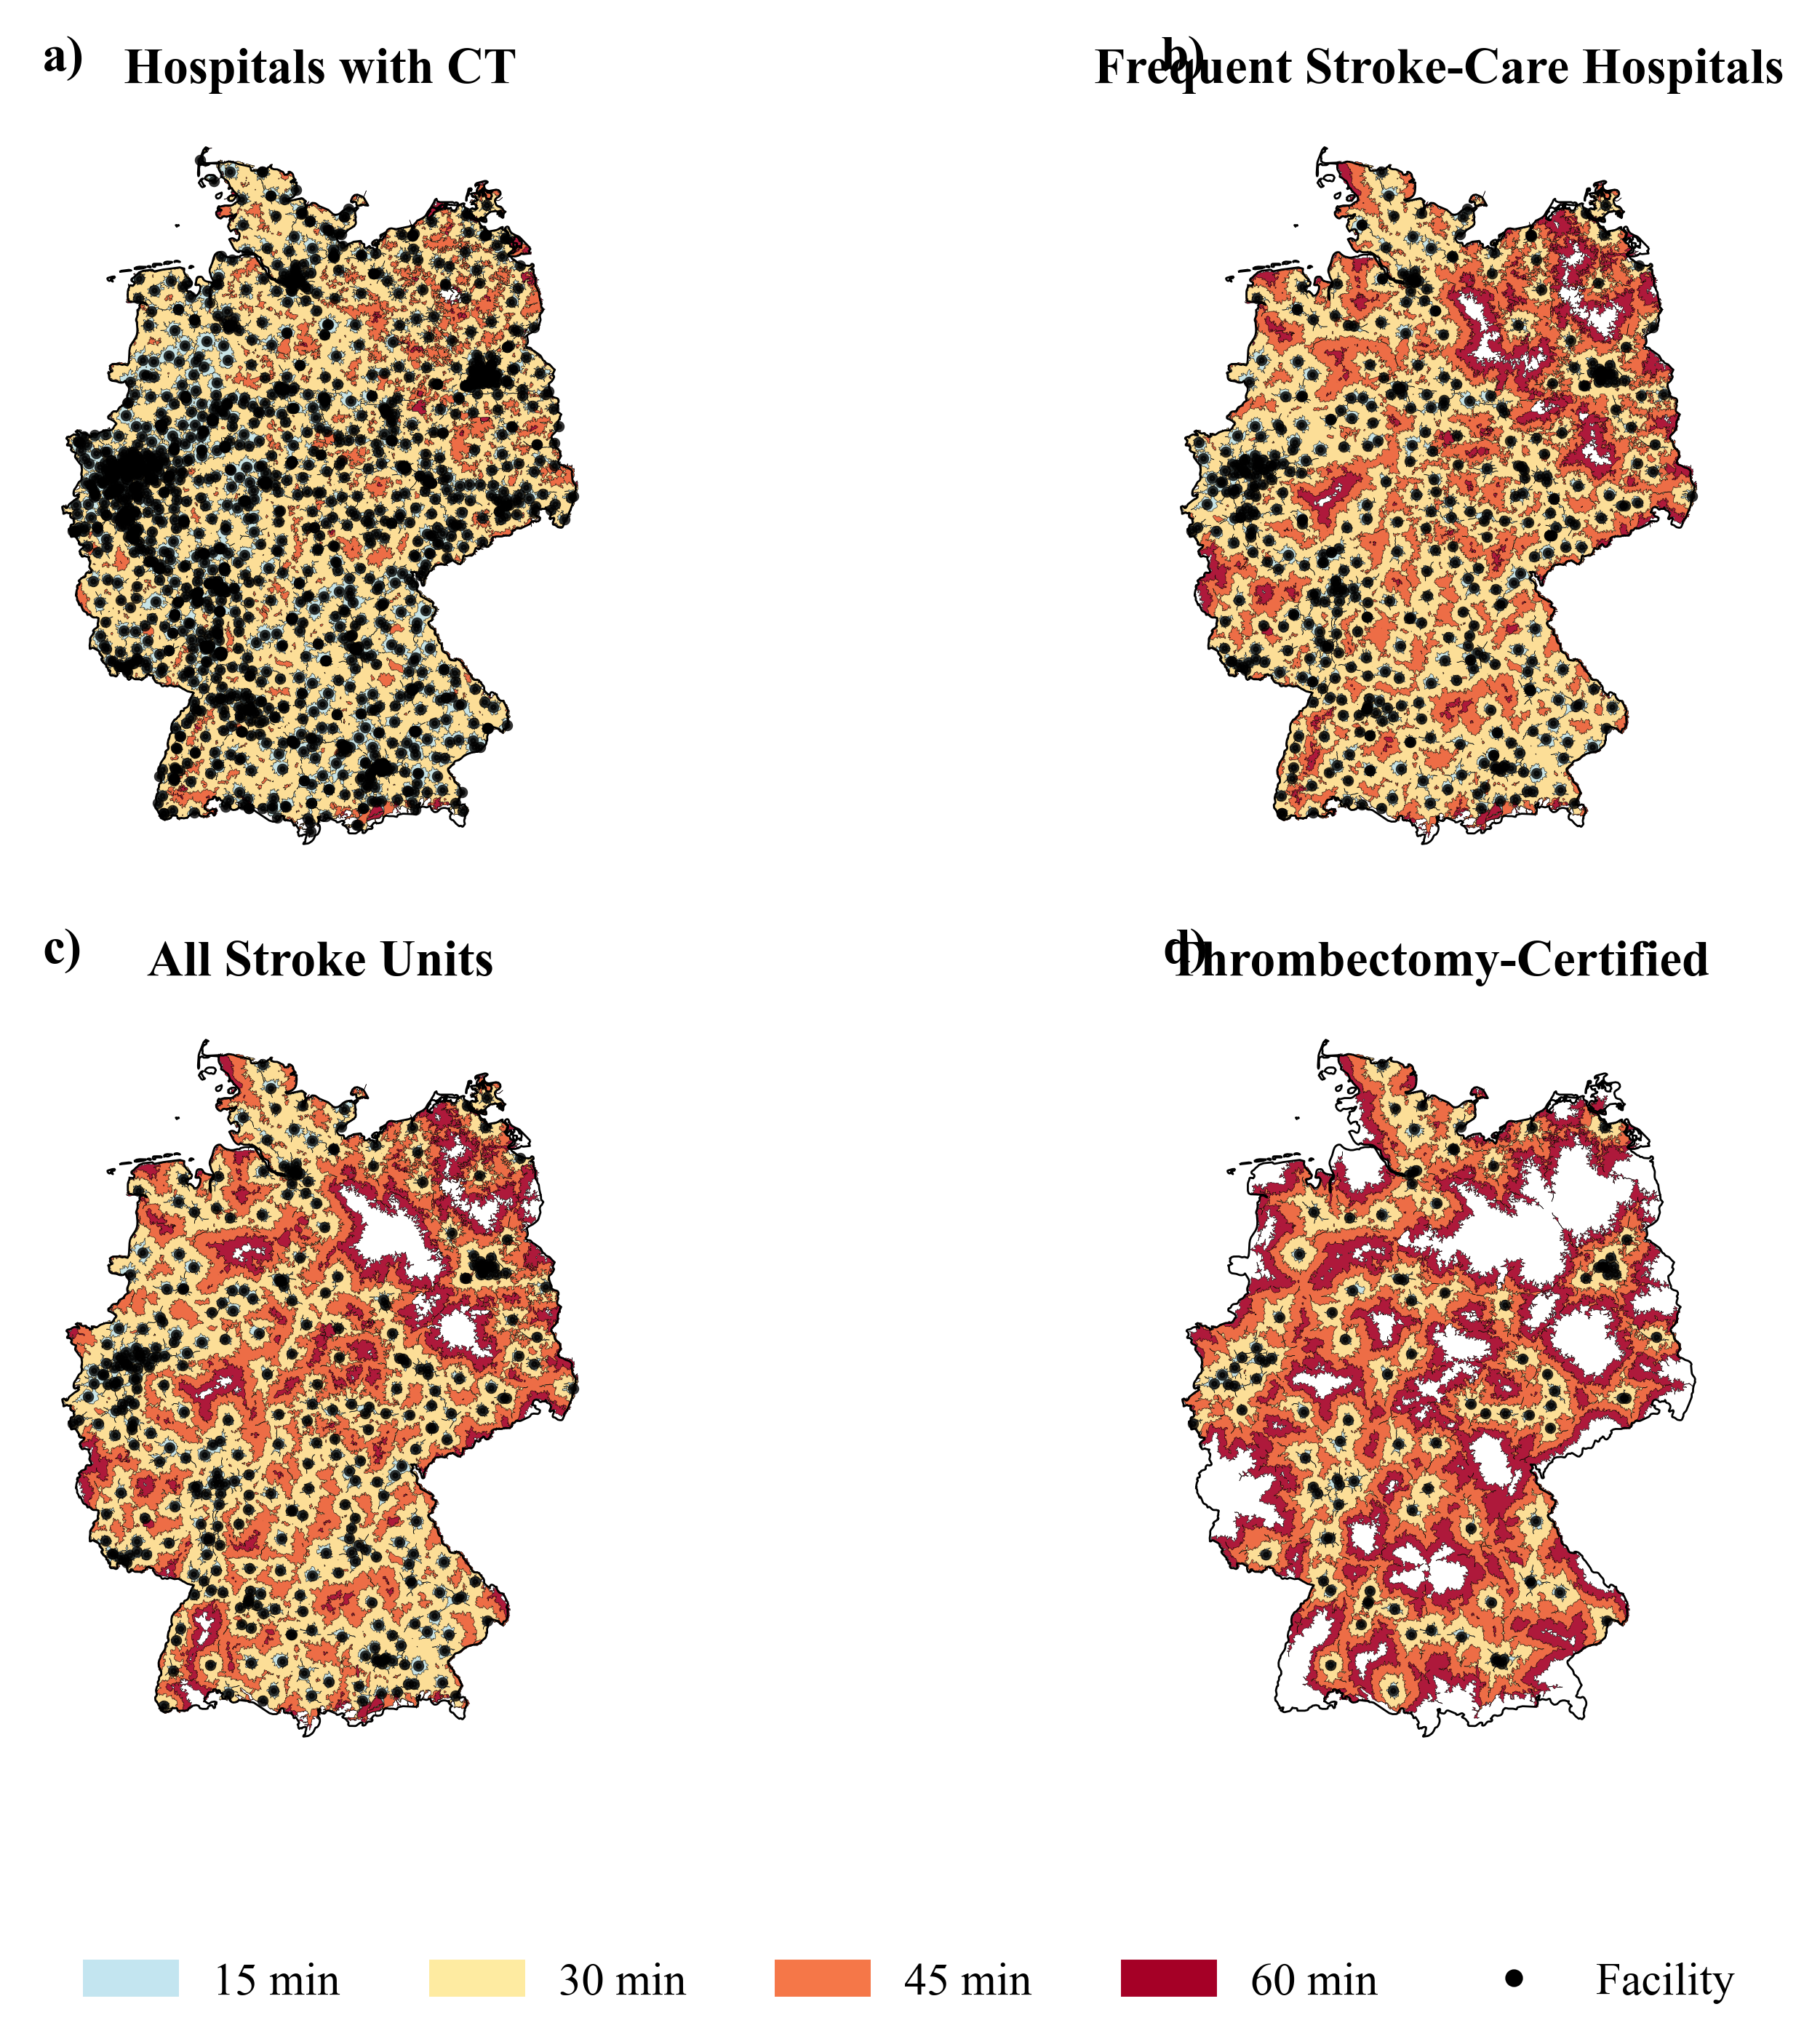 a) Hospitals with CT
b) Frequent Stroke-Care Hospitals
c) All Stroke Units
d) Thrombectomy-Certified
15 min 30 min 45 min 60 min Facility